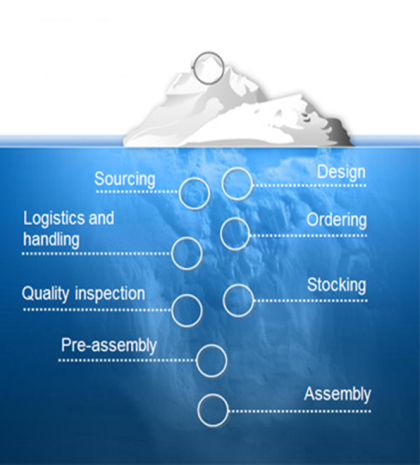 Sourcing
Design
Logistics and
handling
Ordering
Quality inspection
Stocking
Pre-assembly
Assembly